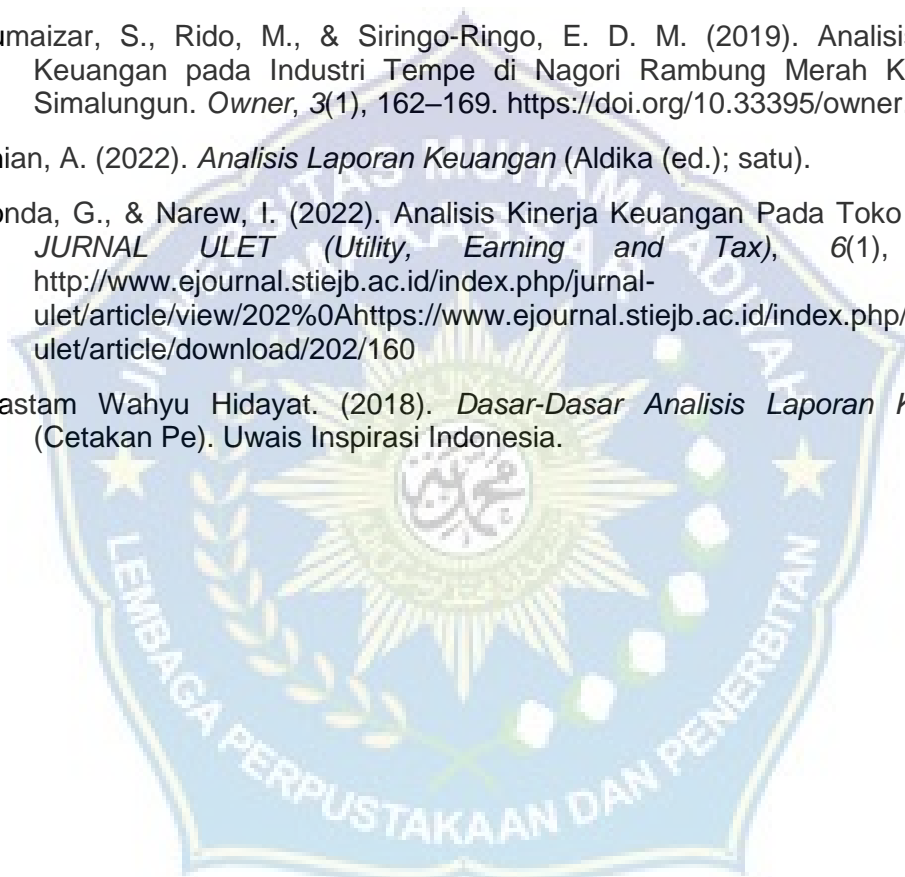 umaizar, S., Rido, M., & Siringo-Ringo, E. D. M. (2019). Analisis
Keuangan pada Industri Tempe di Nagori Rambung Merah K
Simalungun. Owner, 3(1), 162–169. https://doi.org/10.33395/owner
nian, A. (2022). Analisis Laporan Keuangan (Aldika (ed.); satu).
onda, G., & Narew, I. (2022). Analisis Kinerja Keuangan Pada Toko
JURNAL ULET (Utility, Earning and Tax), 6(1),
http://www.ejournal.stiejb.ac.id/index.php/jurnal-
ulet/article/view/202%0Ahttps://www.ejournal.stiejb.ac.id/index.php/
ulet/article/download/202/160
astam Wahyu Hidayat. (2018). Dasar-Dasar Analisis Laporan K
(Cetakan Pe). Uwais Inspirasi Indonesia.
UNIVERSITAS MUHAMMADIYAH
MAKASSAR
محمد
LEMBAGA PERPUSTAKAAN DAN PENERBITAN